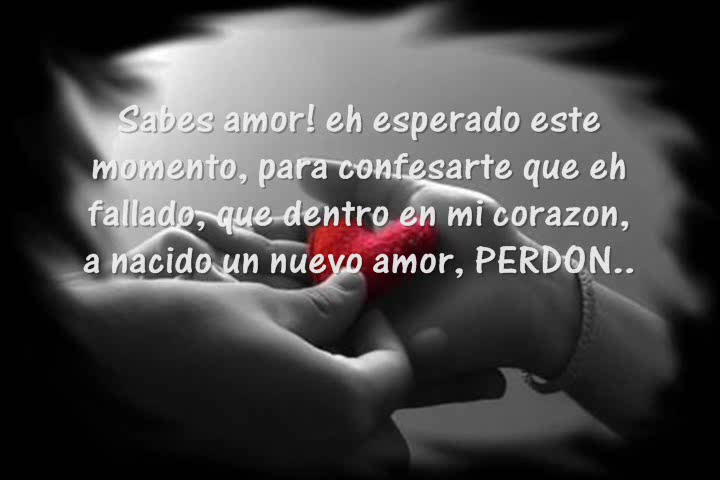 Sabes amor! eh esperado este
momento, para confesarte que eh
fallado, que dentro en mi corazon,
a nacido un nuevo amor, PERDON..